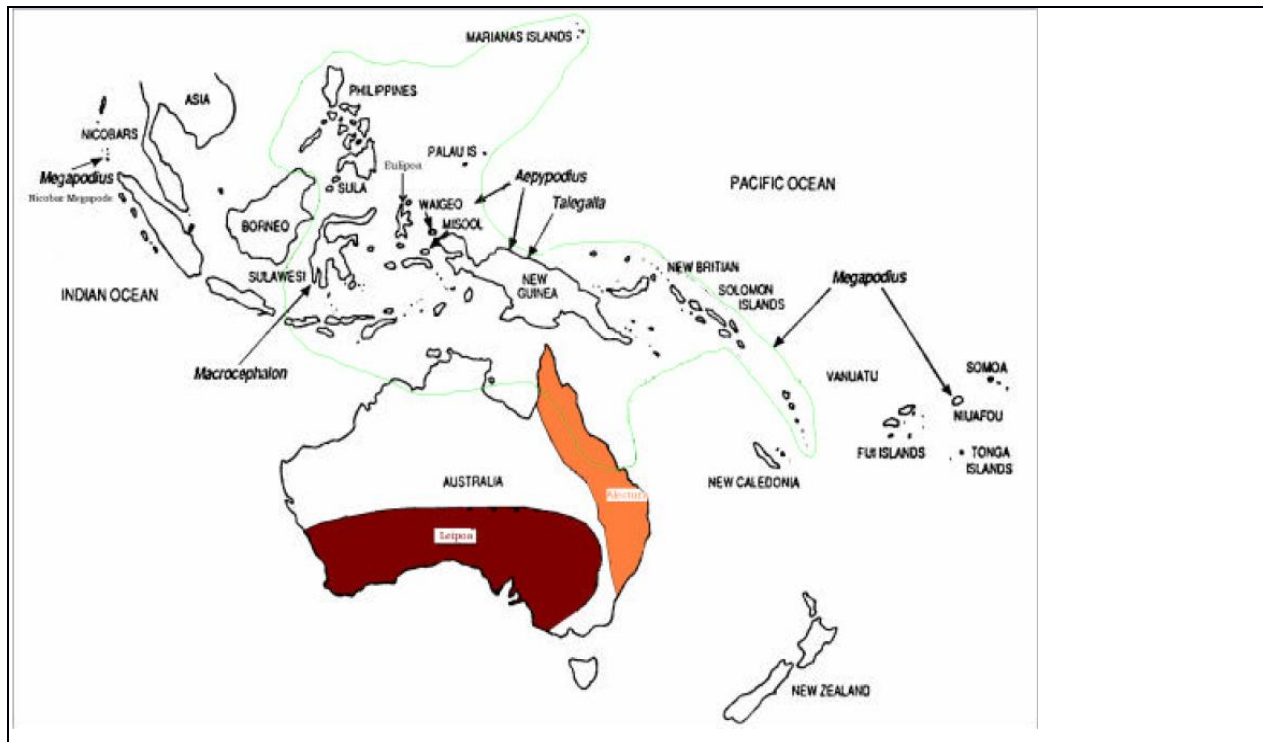 MARIANAS ISLANDS
PHILIPPINES
ASIA
NICOBARS
PALAU IS
Eulipoa
Megapodius
Nicobar Megapode
SULA
Aepypodius
PACIFIC OCEAN
WAIGEO
Talegalla
MISOOL
BORNEO
SULAWESI
NEW BRITIAN
INDIAN OCEAN
NEW
GUINEA
SOLOMON
ISLANDS
Megapodius
Macrocephalon
VANUATU
SOMOA
NIUAFOU
FUI ISLANDS
TONGA
ISLANDS
NEW CALEDONIA
AUSTRALIA
Alectura
Leipoa
NEW ZEALAND